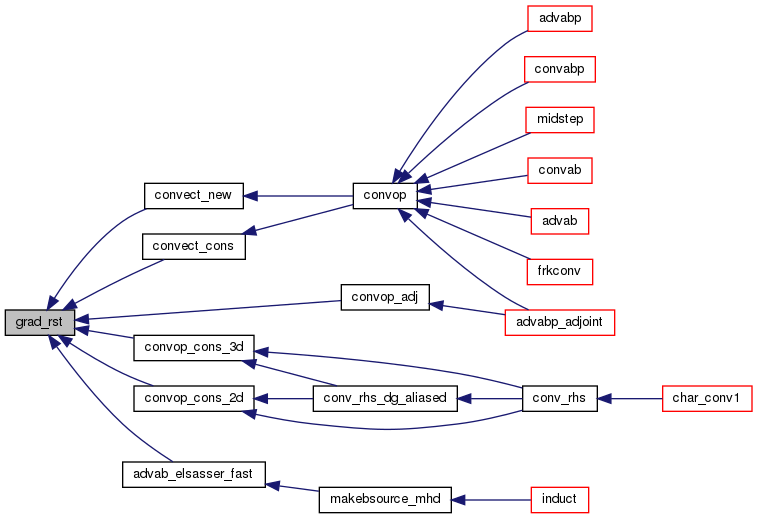 advabp
convabp
midstep
convect_new
convop
convab
advab
convect_cons
frkconv
convop_adj
grad_rst
advabp_adjoint
convop_cons_3d
convop_cons_2d
conv_rhs_dg_aliased
conv_rhs
char_conv1
advab_elsasser_fast
makebsource_mhd
induct